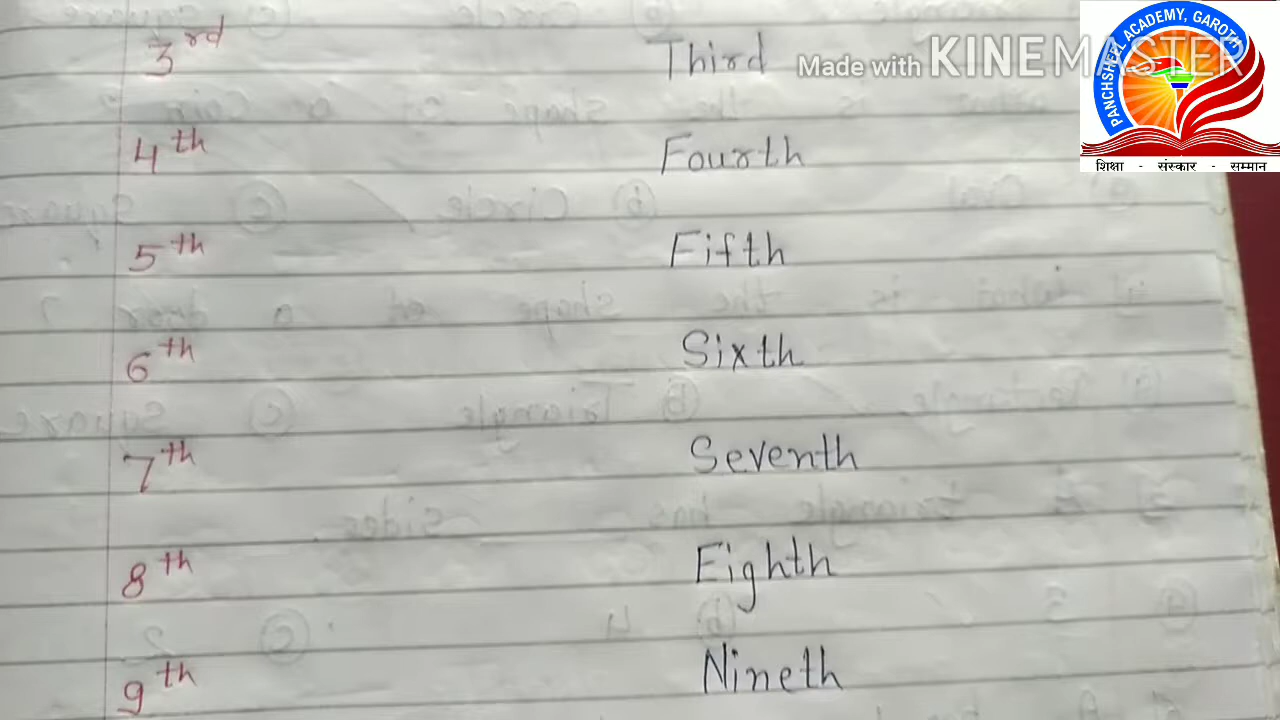 3rd Third
Made with KINEMASTER
PANCHSHEEL ACADEMY, GAROTH
शिक्षा - संस्कार - सम्मान
4th Fourth
5th Fifth
6th Sixth
7th Seventh
8th Eighth
9th Nineth